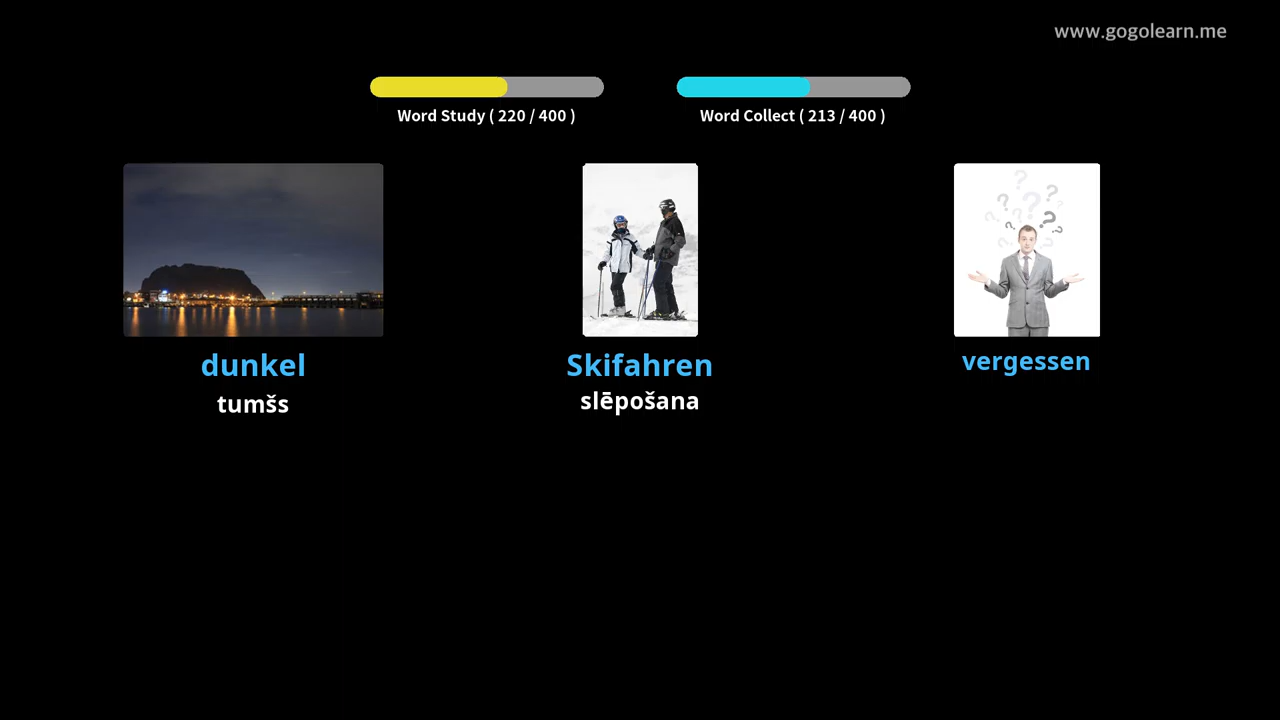 www.gogolearn.me
Word Study ( 220 / 400 )
Word Collect ( 213 / 400 )
dunkel
tumšs
Skifahren
slēpošana
vergessen